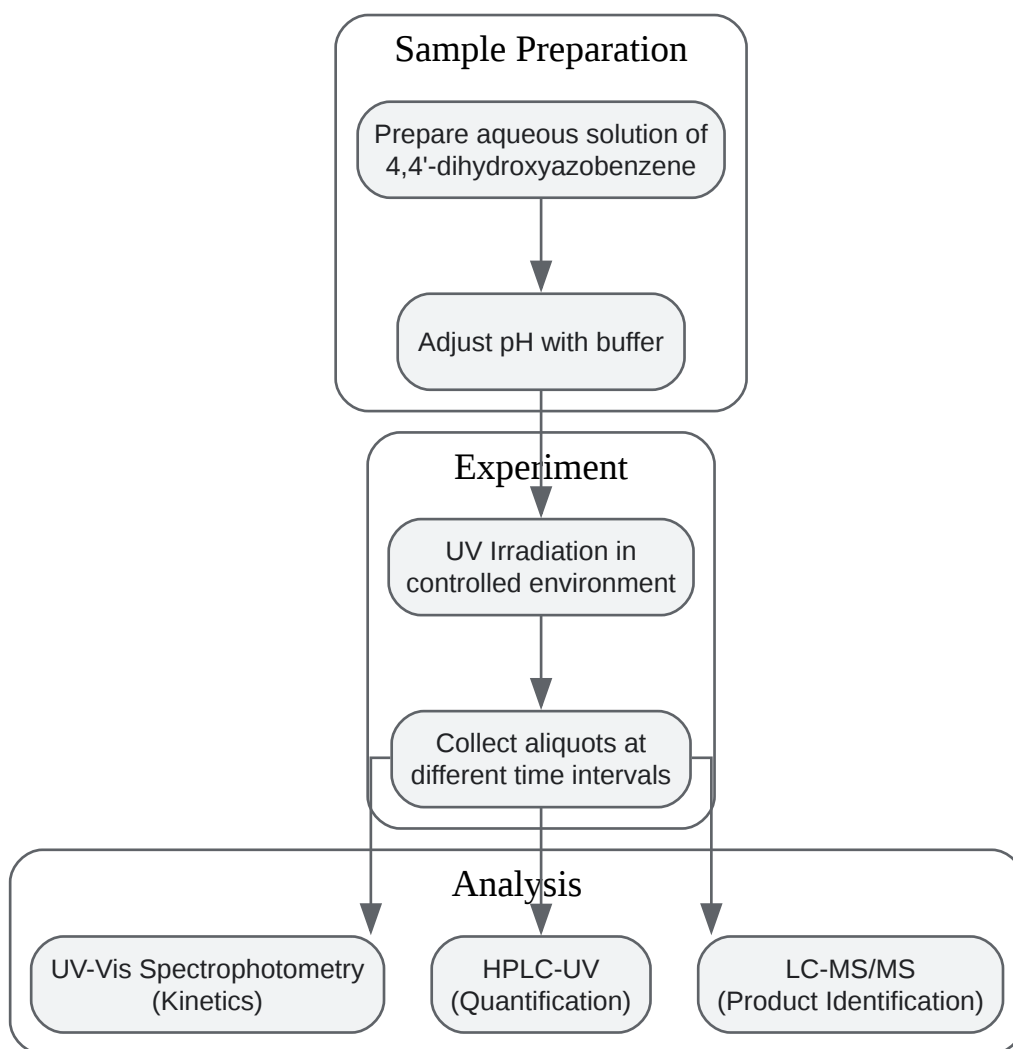 Sample Preparation
Prepare aqueous solution of
4,4'-dihydroxyazobenzene
Adjust pH with buffer
Experiment
UV Irradiation in
controlled environment
Collect aliquots at
different time intervals
Analysis
UV-Vis Spectrophotometry
(Kinetics)
HPLC-UV
(Quantification)
LC-MS/MS
(Product Identification)